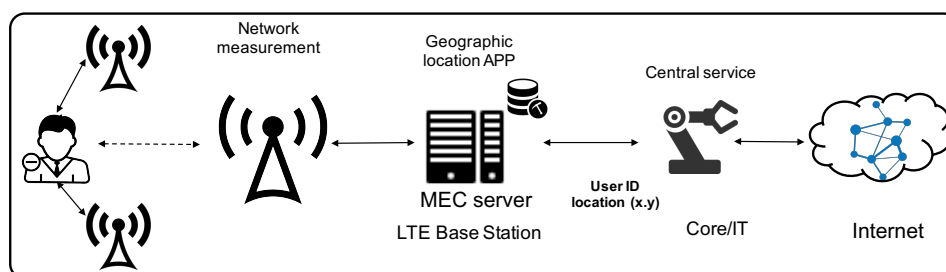 Network
measurement
Geographic
location APP
MEC server
LTE Base Station
User ID
location (x.y)
Central service
Core/IT
Internet